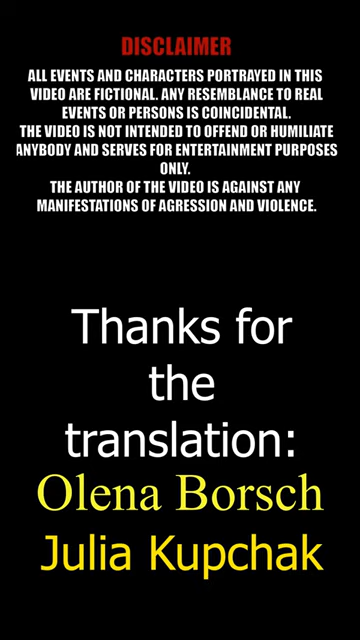 DISCLAIMER
ALL EVENTS AND CHARACTERS PORTRAYED IN THIS
VIDEO ARE FICTIONAL. ANY RESEMBLANCE TO REAL
EVENTS OR PERSONS IS COINCIDENTAL.
THE VIDEO IS NOT INTENDED TO OFFEND OR HUMILIATE
ANYBODY AND SERVES FOR ENTERTAINMENT PURPOSES
ONLY.
THE AUTHOR OF THE VIDEO IS AGAINST ANY
MANIFESTATIONS OF AGRESSION AND VIOLENCE.
Thanks for
the
translation:
Olena Borsch
Julia Kupchak